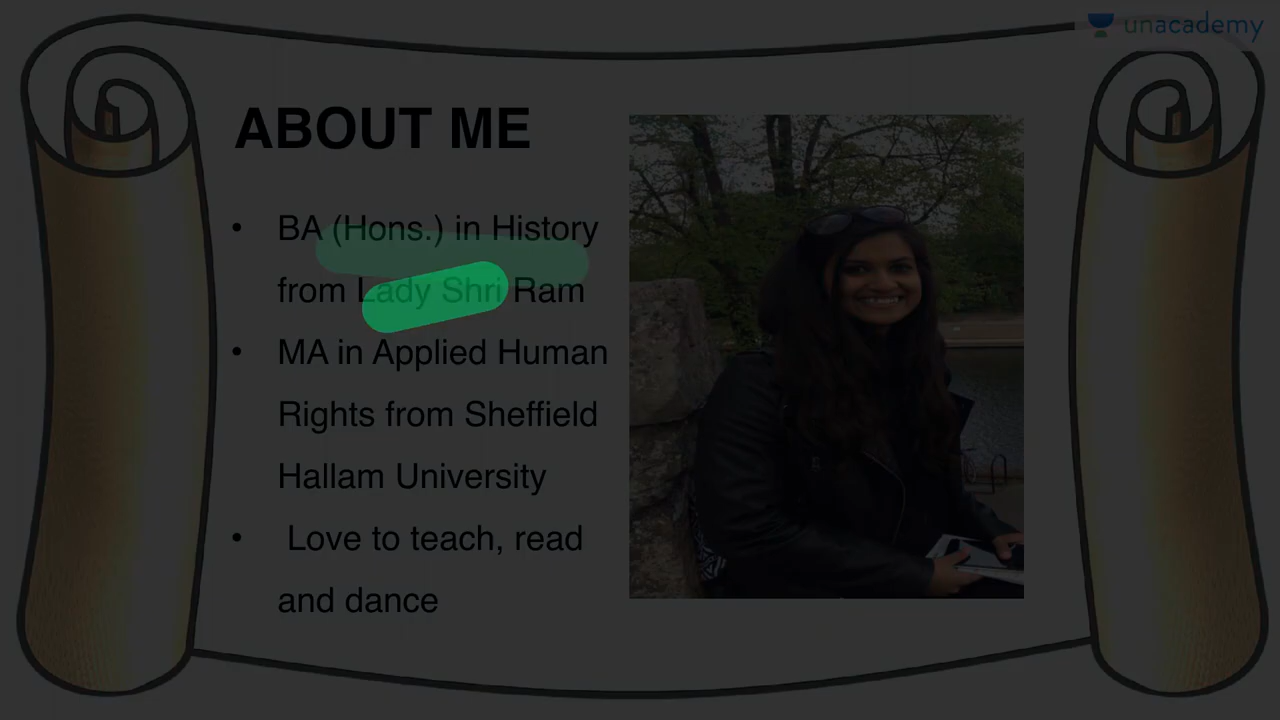 unacademy
ABOUT ME
• BA (Hons.) in History
from Lady Shri Ram
• MA in Applied Human
Rights from Sheffield
Hallam University
• Love to teach, read
and dance